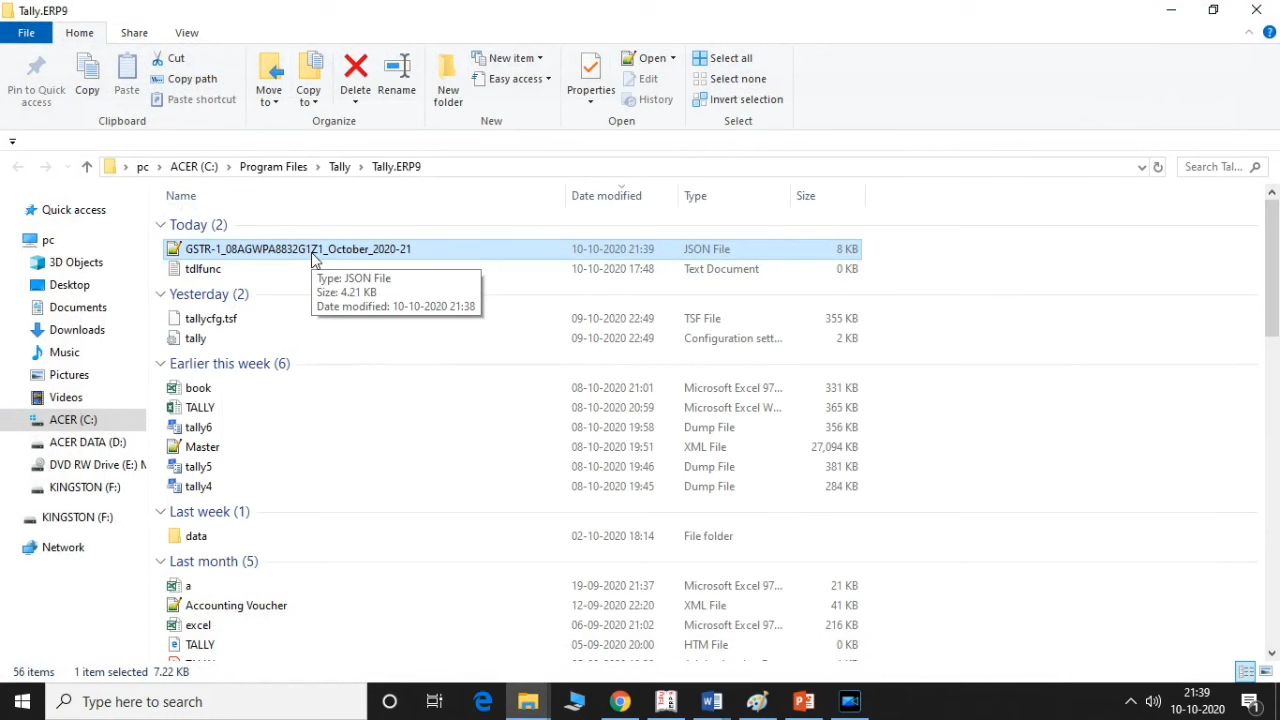 Tally.ERP9
File Home Share View
Pin to Quick access
Copy
Paste
Cut
Copy path
Paste shortcut
Clipboard
Move to
Copy to
Delete
Rename
Organize
New folder
New item
Easy access
New
Properties
Open
Edit
History
Open
Select all
Select none
Invert selection
Select
pc > ACER (C:) > Program Files > Tally > Tally.ERP9
Search Tal...
Quick access
pc
3D Objects
Desktop
Documents
Downloads
Music
Pictures
Videos
ACER (C:)
ACER DATA (D:)
DVD RW Drive (E:) M
KINGSTON (F:)
KINGSTON (F:)
Network
Name Date modified Type Size
Today (2)
GSTR-1_08AGWPA8832G1Z1_October_2020-21 10-10-2020 21:39 JSON File 8 KB
tdlfunc 10-10-2020 17:48 Text Document 0 KB
Type: JSON File
Size: 4.21 KB
Date modified: 10-10-2020 21:38
Yesterday (2)
tallycfg.tsf 09-10-2020 22:49 TSF File 355 KB
tally 09-10-2020 22:49 Configuration sett... 2 KB
Earlier this week (6)
book 08-10-2020 21:01 Microsoft Excel 97... 331 KB
TALLY 08-10-2020 20:59 Microsoft Excel W... 365 KB
tally6 08-10-2020 19:58 Dump File 356 KB
Master 08-10-2020 19:51 XML File 27,094 KB
tally5 08-10-2020 19:46 Dump File 381 KB
tally4 08-10-2020 19:45 Dump File 284 KB
Last week (1)
data 02-10-2020 18:14 File folder
Last month (5)
a 19-09-2020 21:37 Microsoft Excel 97... 21 KB
Accounting Voucher 12-09-2020 22:20 XML File 41 KB
excel 06-09-2020 21:02 Microsoft Excel 97... 216 KB
TALLY 05-09-2020 20:00 HTM File 0 KB
56 items 1 item selected 7.22 KB
Type here to search
Tally ERP9
21:39
10-10-2020
1